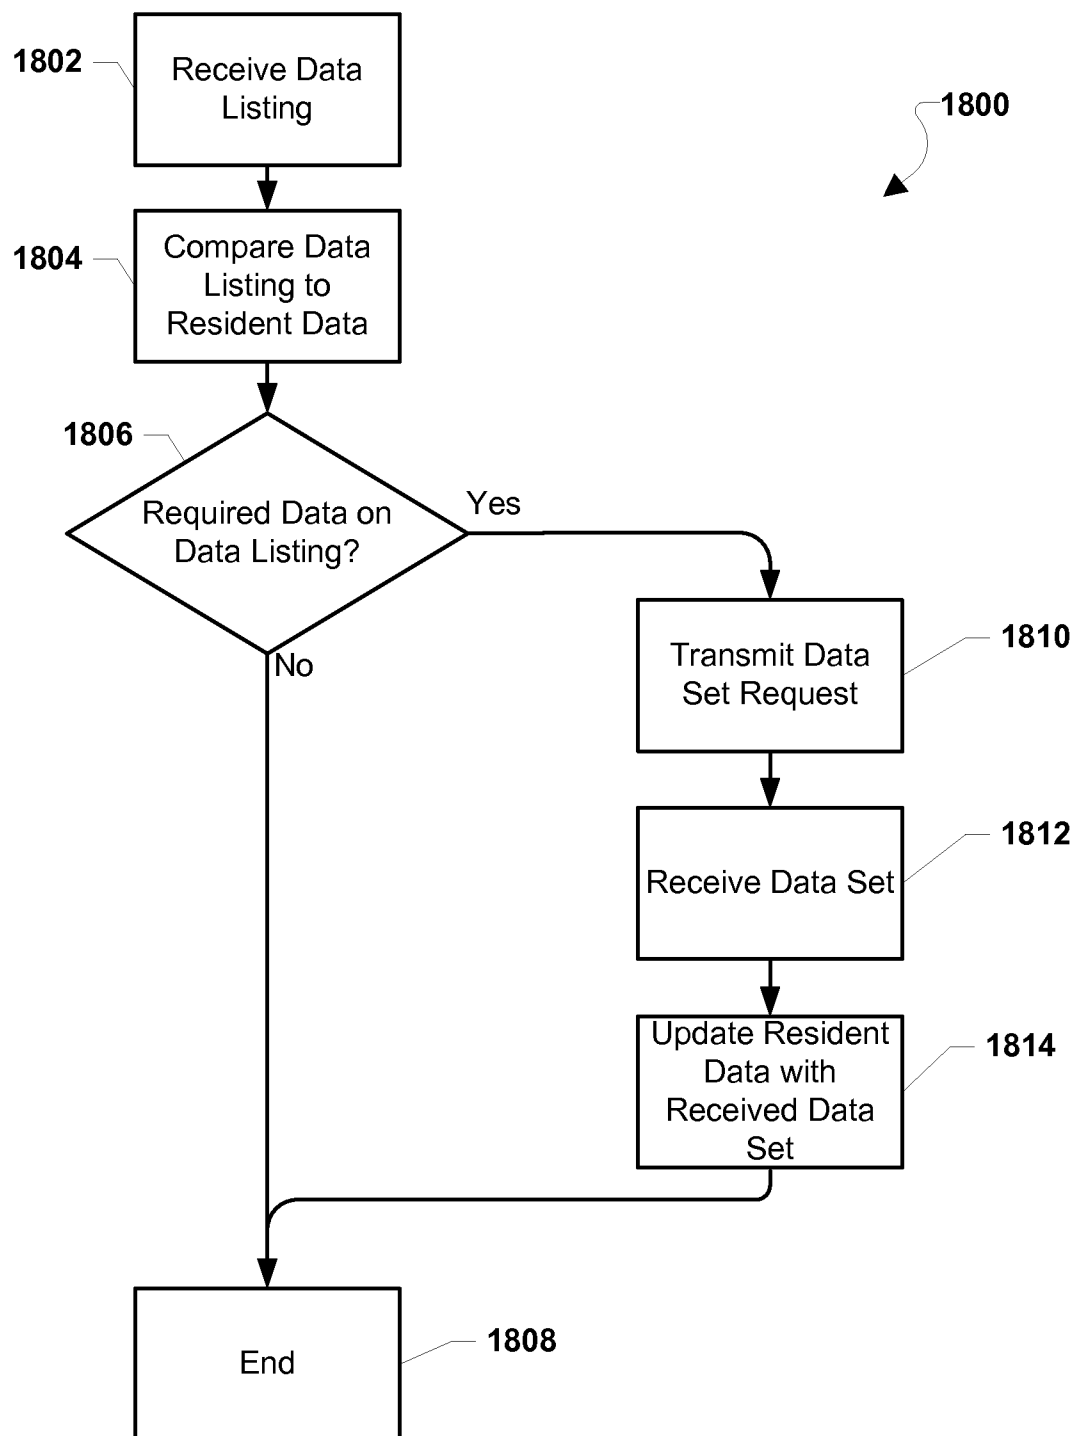 1802
Receive Data
Listing
1800
1804
Compare Data
Listing to
Resident Data
1806
Required Data on
Data Listing?
Yes
No
1810
Transmit Data
Set Request
1812
Receive Data Set
1814
Update Resident
Data with
Received Data
Set
1808
End